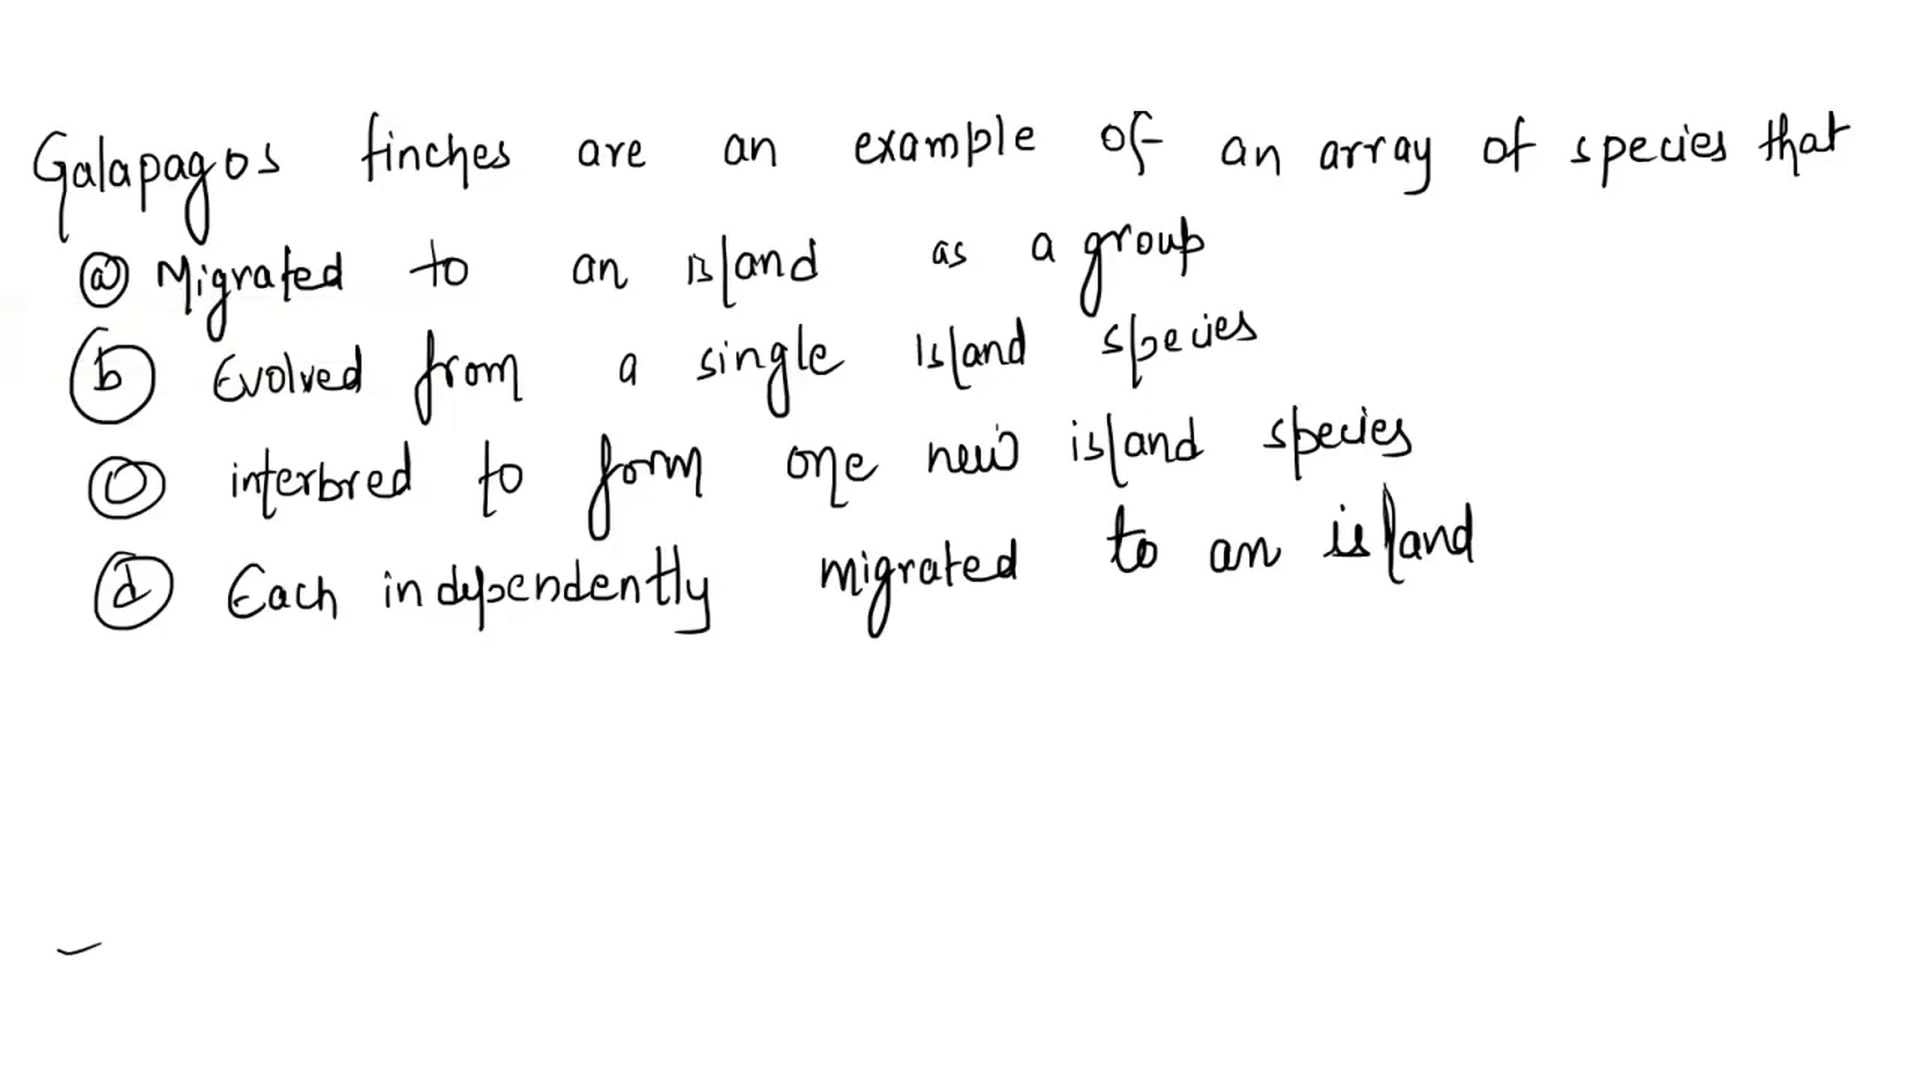 Galapagos finches are an example of an array of species that
(a) Migrated to an island as a group
(b) Evolved from a single Island species
(c) interbred to form one new island species
(d) Each independently migrated to an island